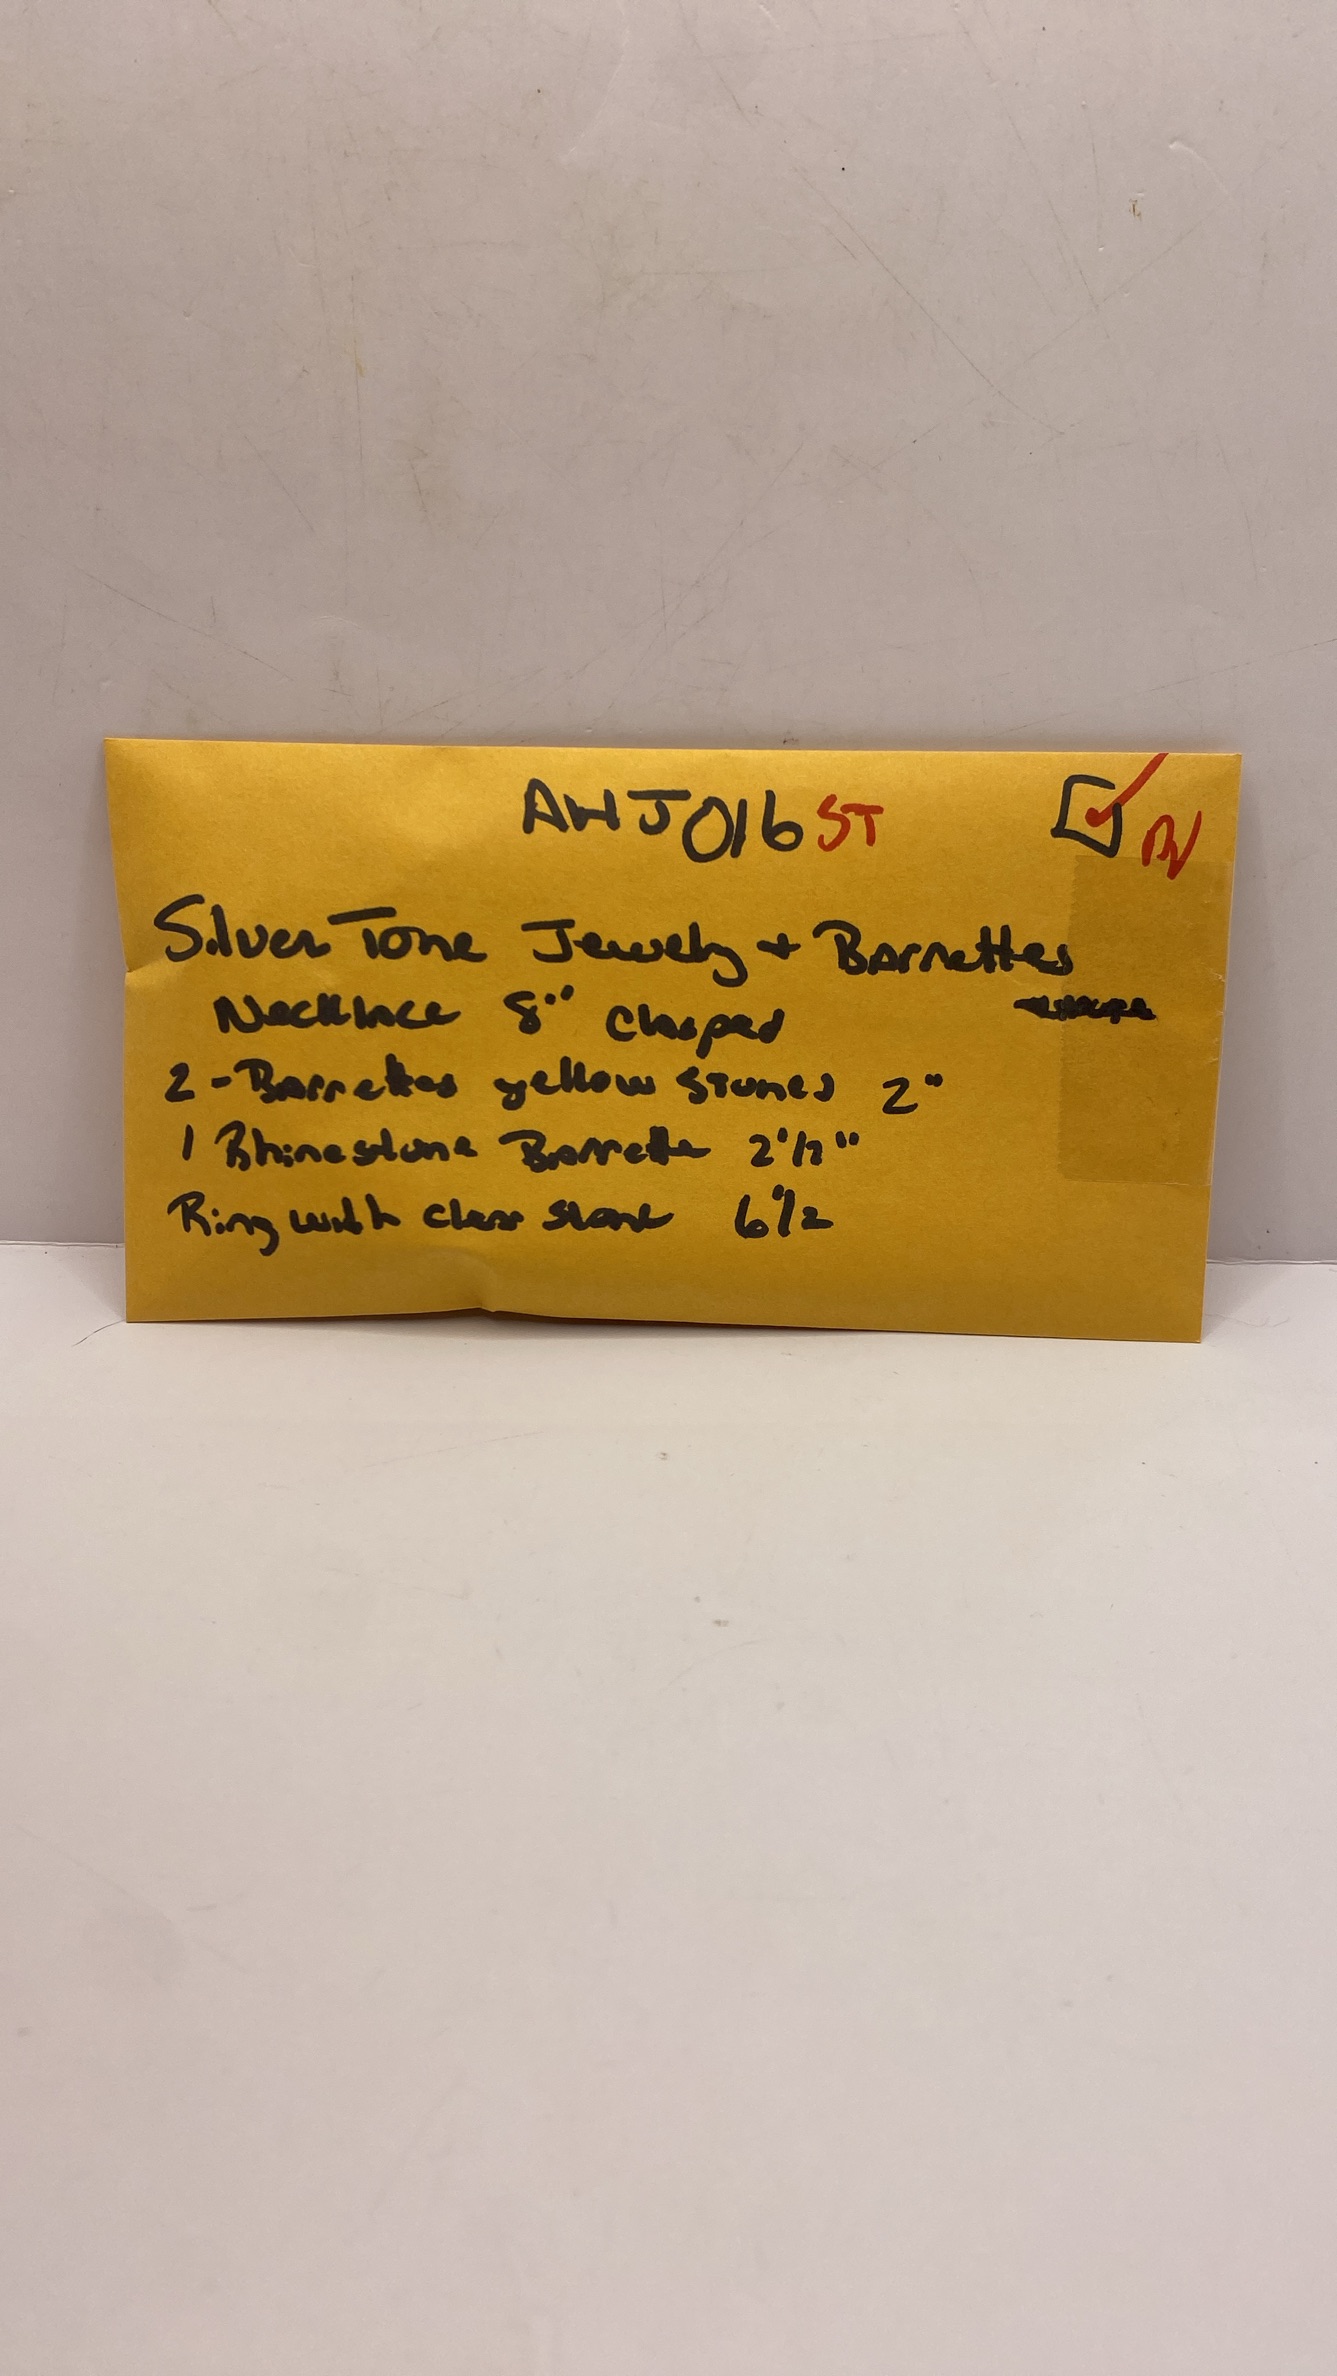 AHJ016 ST
Silver Tone Jewelry + Barrettes
Necklace 8" Clasped
2 - Barrettes yellow stones 2"
1 Rhinestone Barrette 2 1/2"
Ring with clear stone 6 1/2